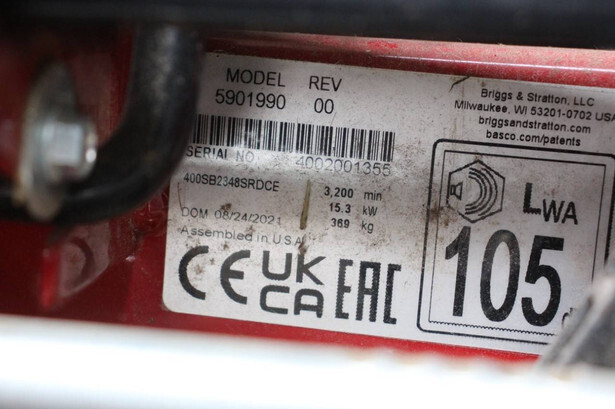 MODEL REV
5901990 00
Briggs & Stratton, LLC
Milwaukee, WI 53201-0702 USA
briggsandstratton.com
basco.com/patents
SERIAL NO 4002001355
400SB2348SRDCE
3,200 min
15.3 kW
369 kg
DOM 08/24/2021
Assembled in U.S.A.
CE UK CA EAC
LWA
105